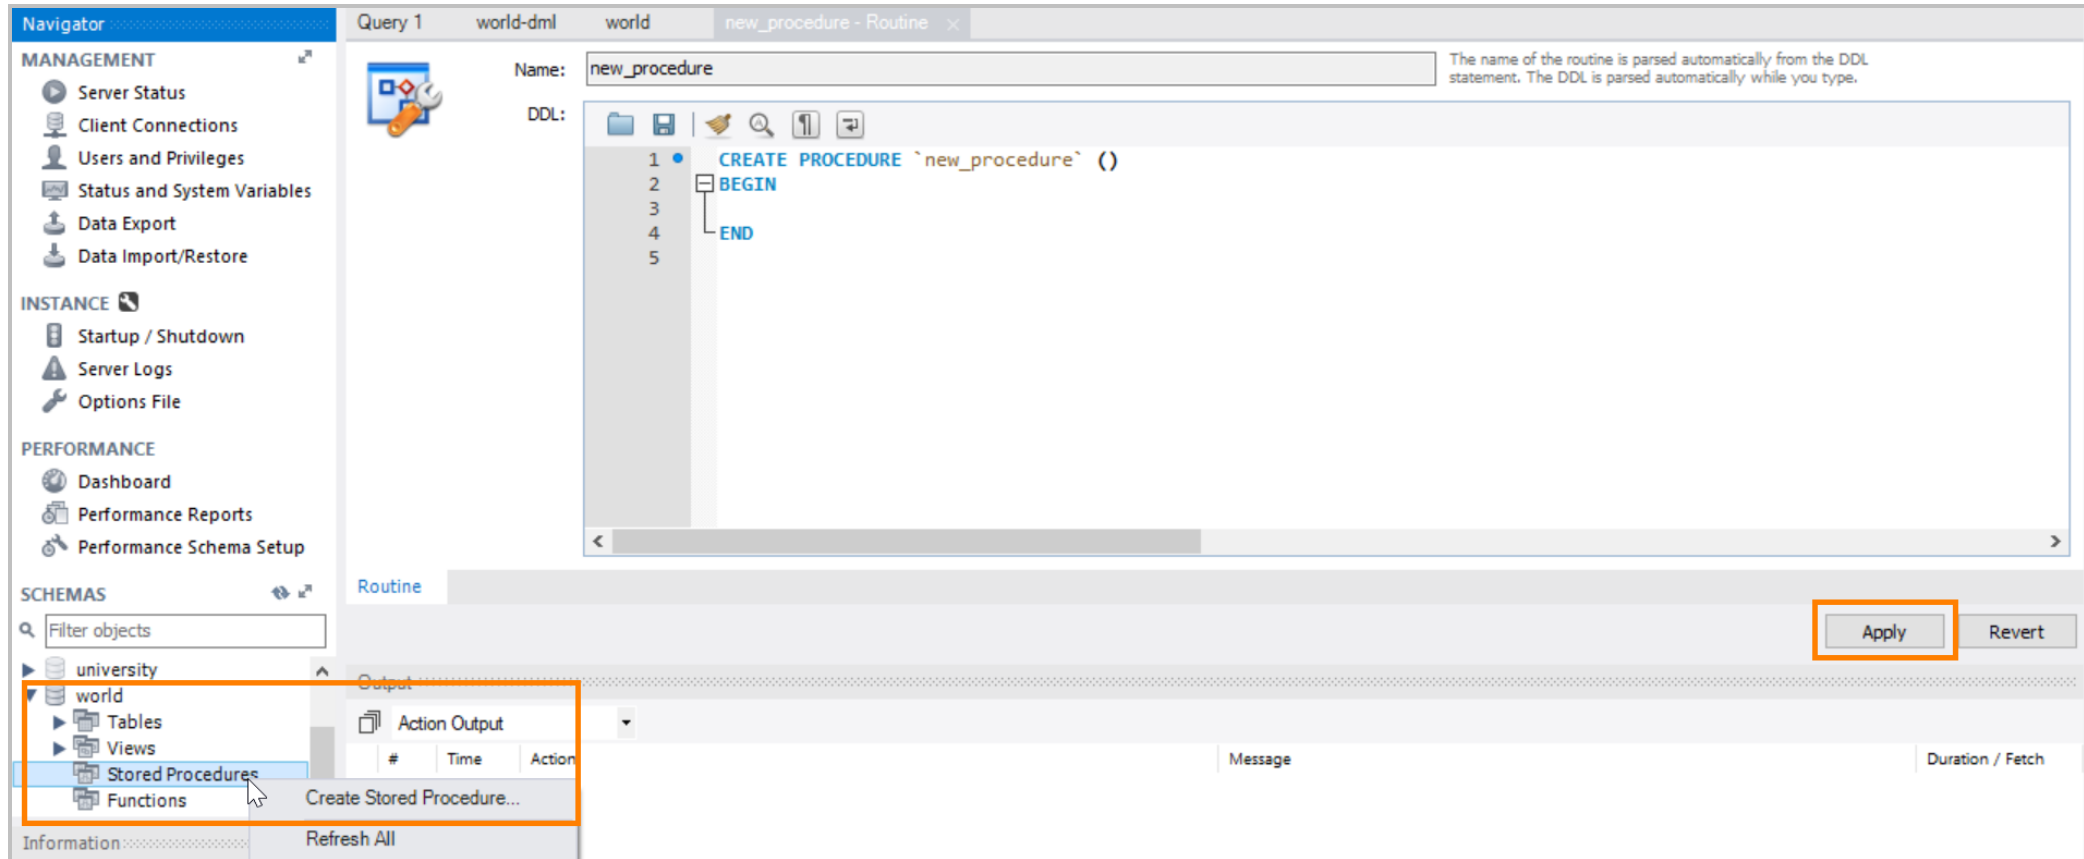 Navigator
MANAGEMENT
Server Status
Client Connections
Users and Privileges
Status and System Variables
Data Export
Data Import/Restore
INSTANCE
Startup / Shutdown
Server Logs
Options File
PERFORMANCE
Dashboard
Performance Reports
Performance Schema Setup
SCHEMAS
Filter objects
university
world
Tables
Views
Stored Procedures
Functions
Information
Create Stored Procedure...
Refresh All
Query 1 world-dml world new_procedure - Routine ×
Name: new_procedure
The name of the routine is parsed automatically from the DDL
statement. The DDL is parsed automatically while you type.
DDL:
1 CREATE PROCEDURE `new_procedure` ()
2 BEGIN
3
4 END
5
Routine
Apply Revert
Output
Action Output
# Time Action Message Duration / Fetch